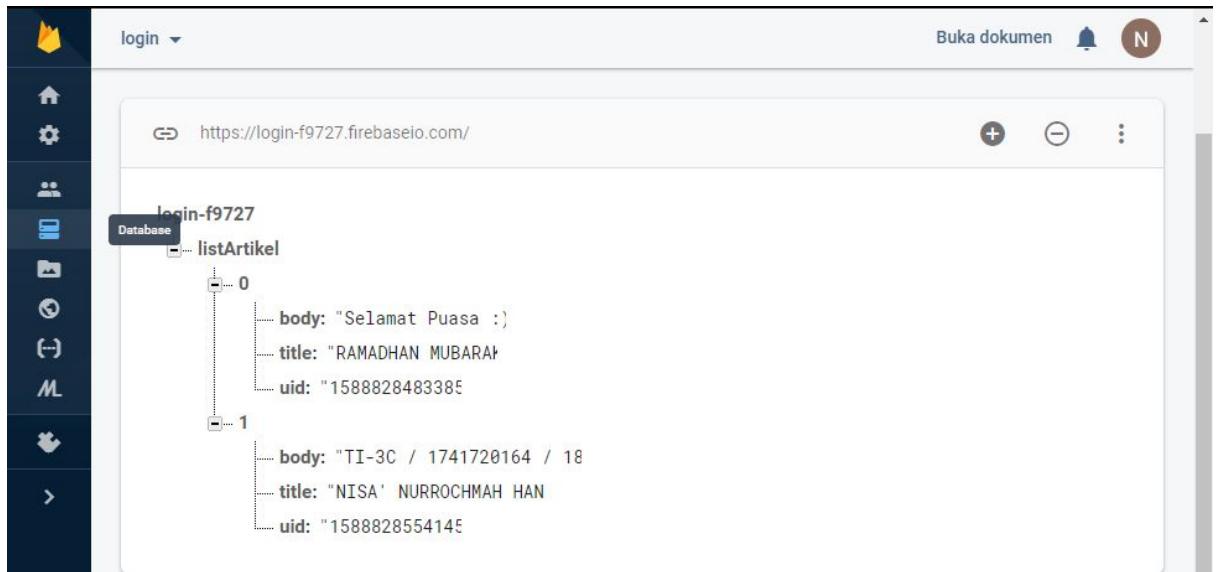 login
Buka dokumen
N
https://login-f9727.firebaseio.com/
login-f9727
Database
listArtikel
0
body: "Selamat Puasa :)
title: "RAMADHAN MUBARAK
uid: "1588828483385
1
body: "TI-3C / 1741720164 / 18
title: "NISA' NURROCHMAH HAN
uid: "1588828554145